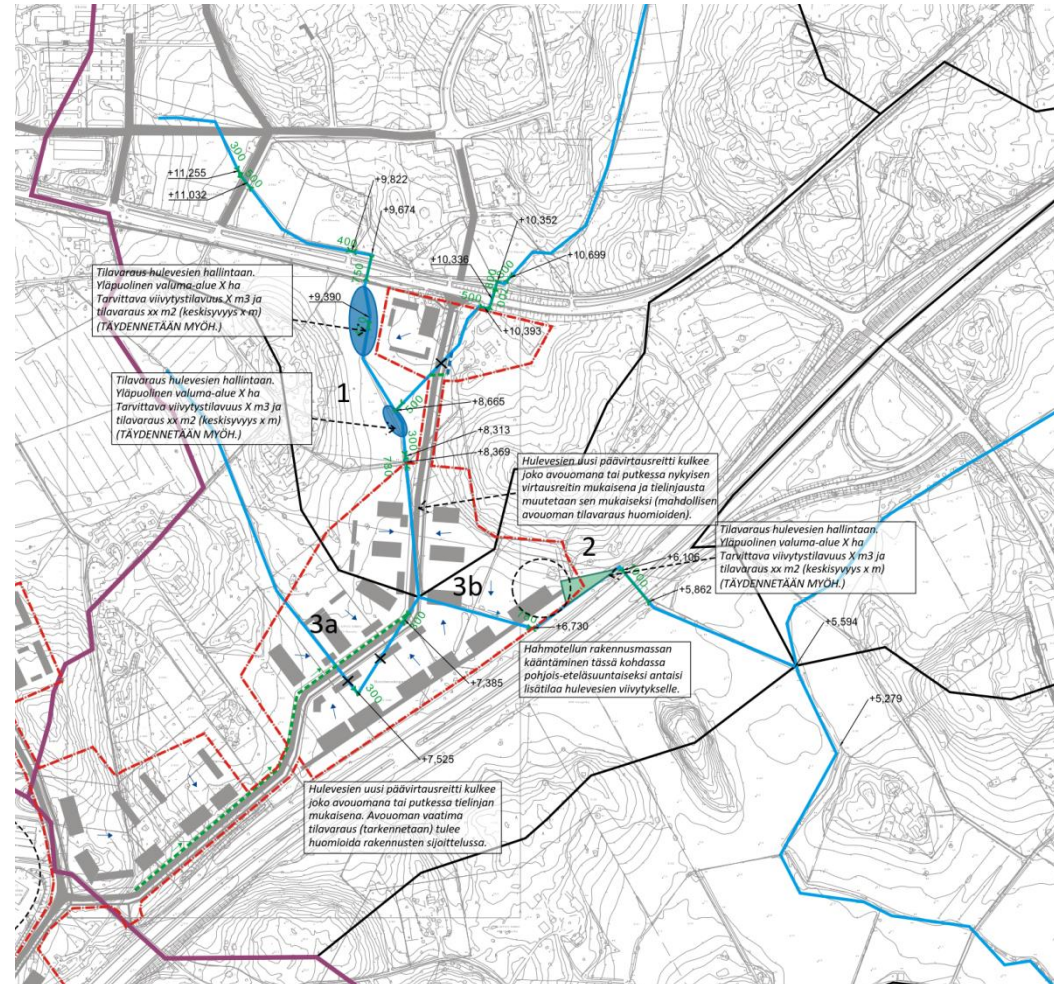 300
300
+11,255
+11,032
+9,822
+9,674
400
750
+10,352
+10,336
+10,699
800
500
+10,393
Tilavaraus hulevesien hallintaan.
Yläpuolinen valuma-alue X ha
Tarvittava viivytystilavuus X m3 ja
tilavaraus xx m2 (keskisyvyys x m)
(TÄYDENNETÄÄN MYÖH.)
+9,390
Tilavaraus hulevesien hallintaan.
Yläpuolinen valuma-alue X ha
Tarvittava viivytystilavuus X m3 ja
tilavaraus xx m2 (keskisyvyys x m)
(TÄYDENNETÄÄN MYÖH.)
1
500
+8,665
300
+8,313
+8,369
780
Hulevesien uusi päävirtausreitti kulkee
joko avouomana tai putkessa nykyisen
virtausreitin mukaisena ja tielinjausta
muutetaan sen mukaiseksi (mahdollisen
avouoman tilavaraus huomioiden).
Tilavaraus hulevesien hallintaan.
Yläpuolinen valuma-alue X ha
Tarvittava viivytystilavuus X m3 ja
tilavaraus xx m2 (keskisyvyys x m)
(TÄYDENNETÄÄN MYÖH.)
2
+6,106
+5,862
3b
3a
+6,730
+5,594
Hahmotellun rakennusmassan
kääntäminen tässä kohdassa
pohjois-eteläsuuntaiseksi antaisi
lisätilaa hulevesien viivytykselle.
+7,385
300
+5,279
+7,525
Hulevesien uusi päävirtausreitti kulkee
joko avouomana tai putkessa tielinjan
mukaisena. Avouoman vaatima
tilavaraus (tarkennetaan) tulee
huomioida rakennusten sijoittelussa.